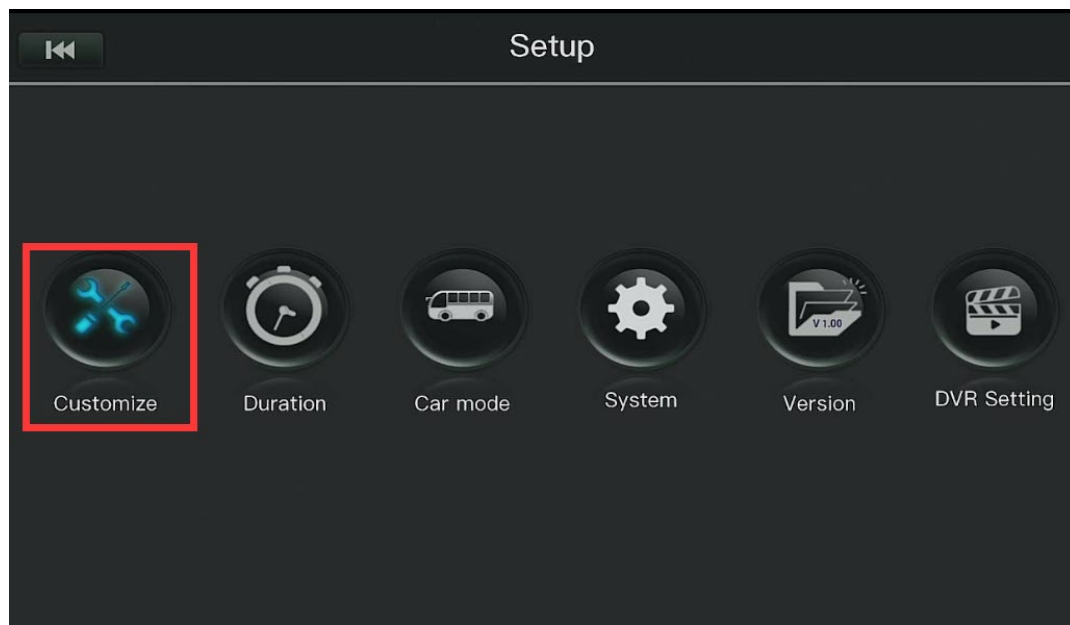 Setup
Customize
Duration
Car mode
System
V 1.00
Version
DVR Setting